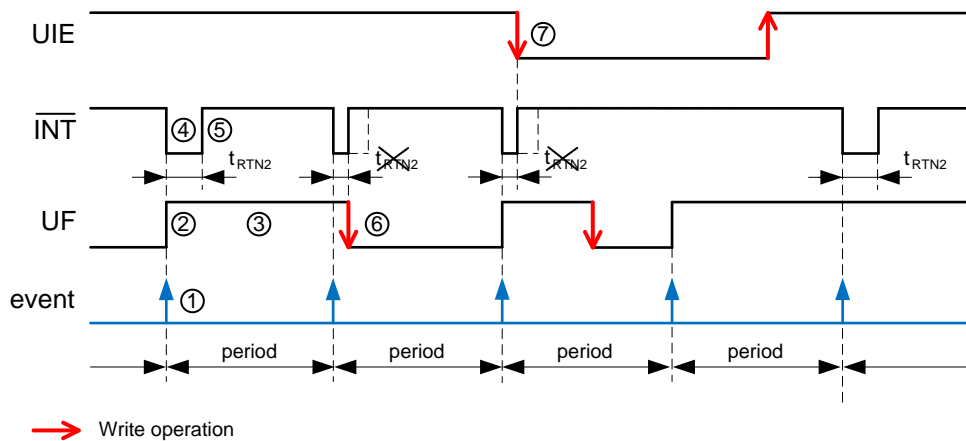 UIE ⑦
INT ④ ⑤
tRTN2 tRTN2 tRTN2 tRTN2
UF ② ③ ⑥
event ①
period period period period
Write operation